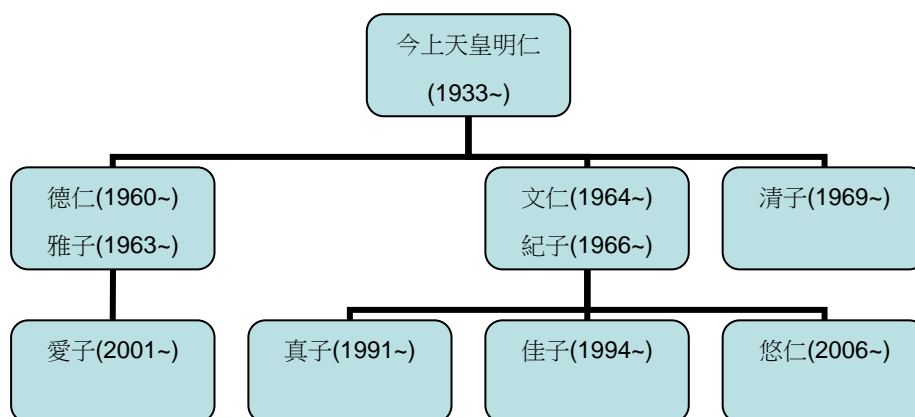 今上天皇明仁
(1933~)
德仁(1960~)
雅子(1963~)
文仁(1964~)
紀子(1966~)
清子(1969~)
愛子(2001~)
真子(1991~)
佳子(1994~)
悠仁(2006~)